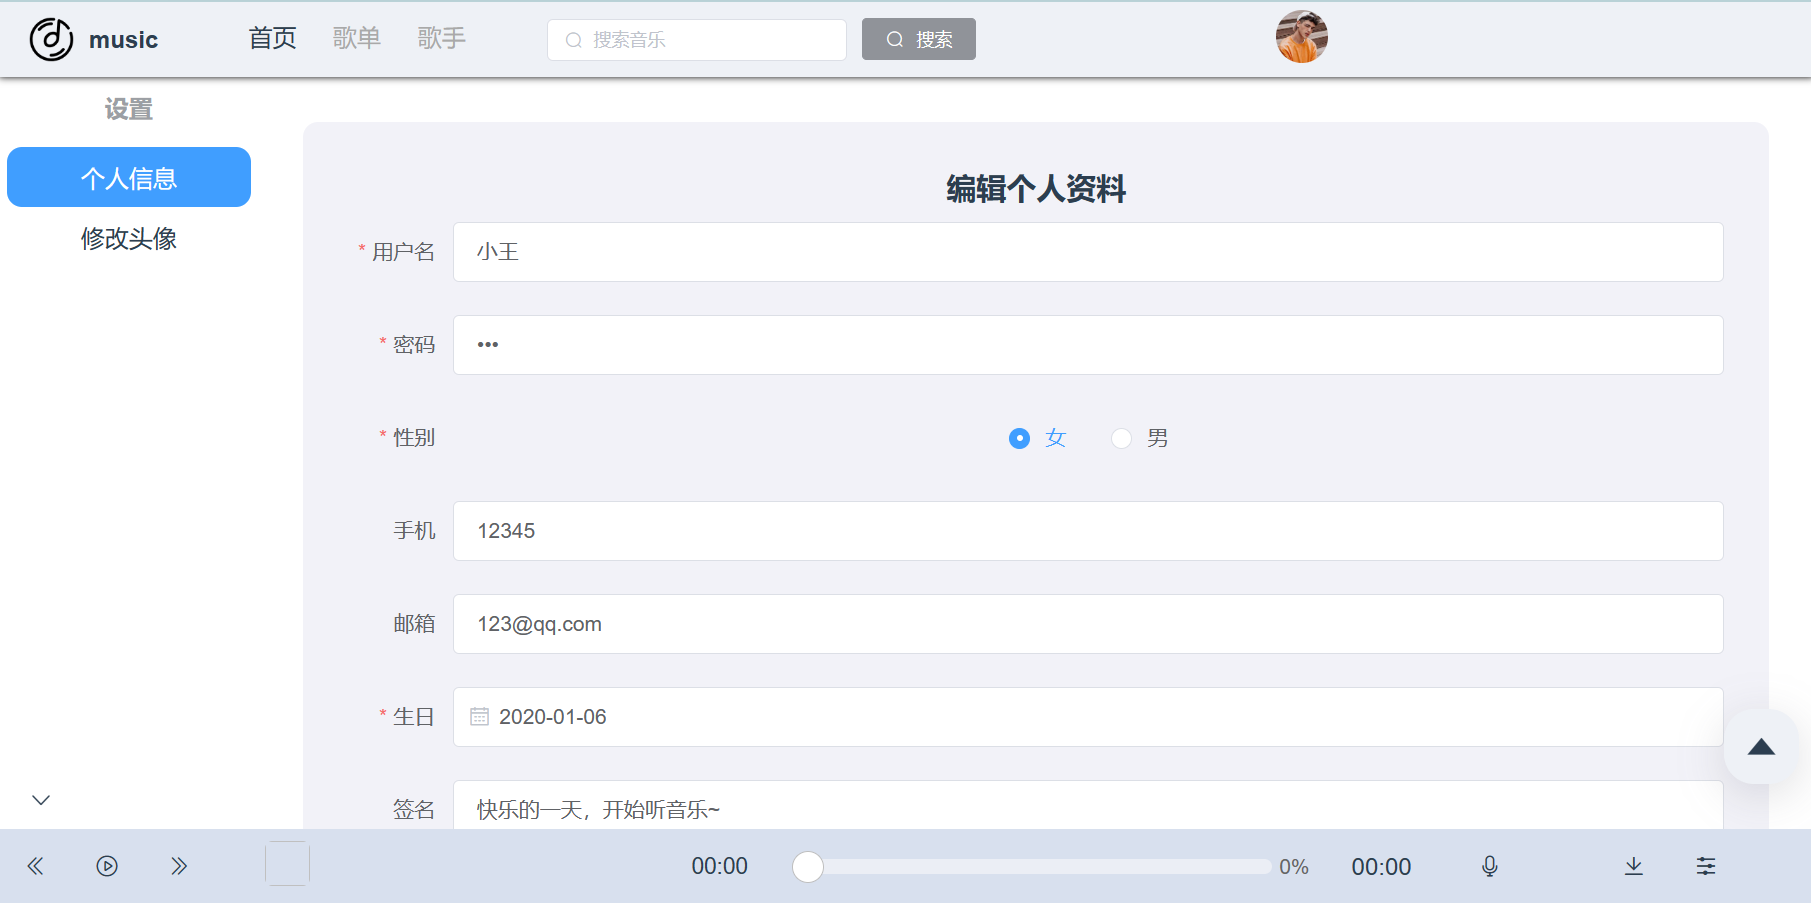 music 首页 歌单 歌手 搜索音乐 搜索
设置
个人信息
修改头像
编辑个人资料
* 用户名 小王
* 密码 •••
* 性别 女 男
手机 12345
邮箱 123@qq.com
* 生日 2020-01-06
签名 快乐的一天，开始听音乐~
00:00 0% 00:00